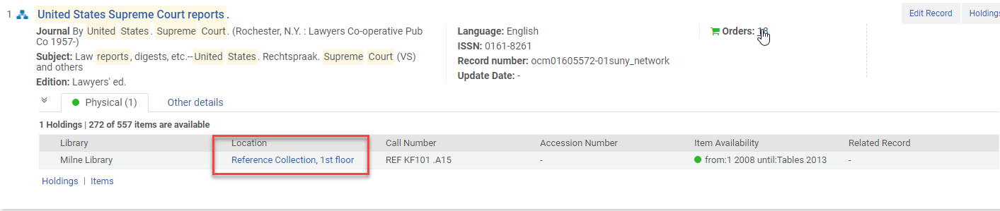 1 United States Supreme Court reports .
Edit Record
Holdings
Journal By United States. Supreme Court. (Rochester, N.Y. : Lawyers Co-operative Pub
Co 1957-)
Subject: Law reports, digests, etc.--United States. Rechtspraak. Supreme Court (VS)
and others
Edition: Lawyers' ed.
Language: English
ISSN: 0161-8261
Record number: ocm01605572-01suny_network
Update Date: -
Orders:
Physical (1) Other details
1 Holdings | 272 of 557 items are available
Library Location Call Number Accession Number Item Availability Related Record
Milne Library Reference Collection, 1st floor REF KF101 .A15 - from:1 2008 until:Tables 2013 -
Holdings | Items